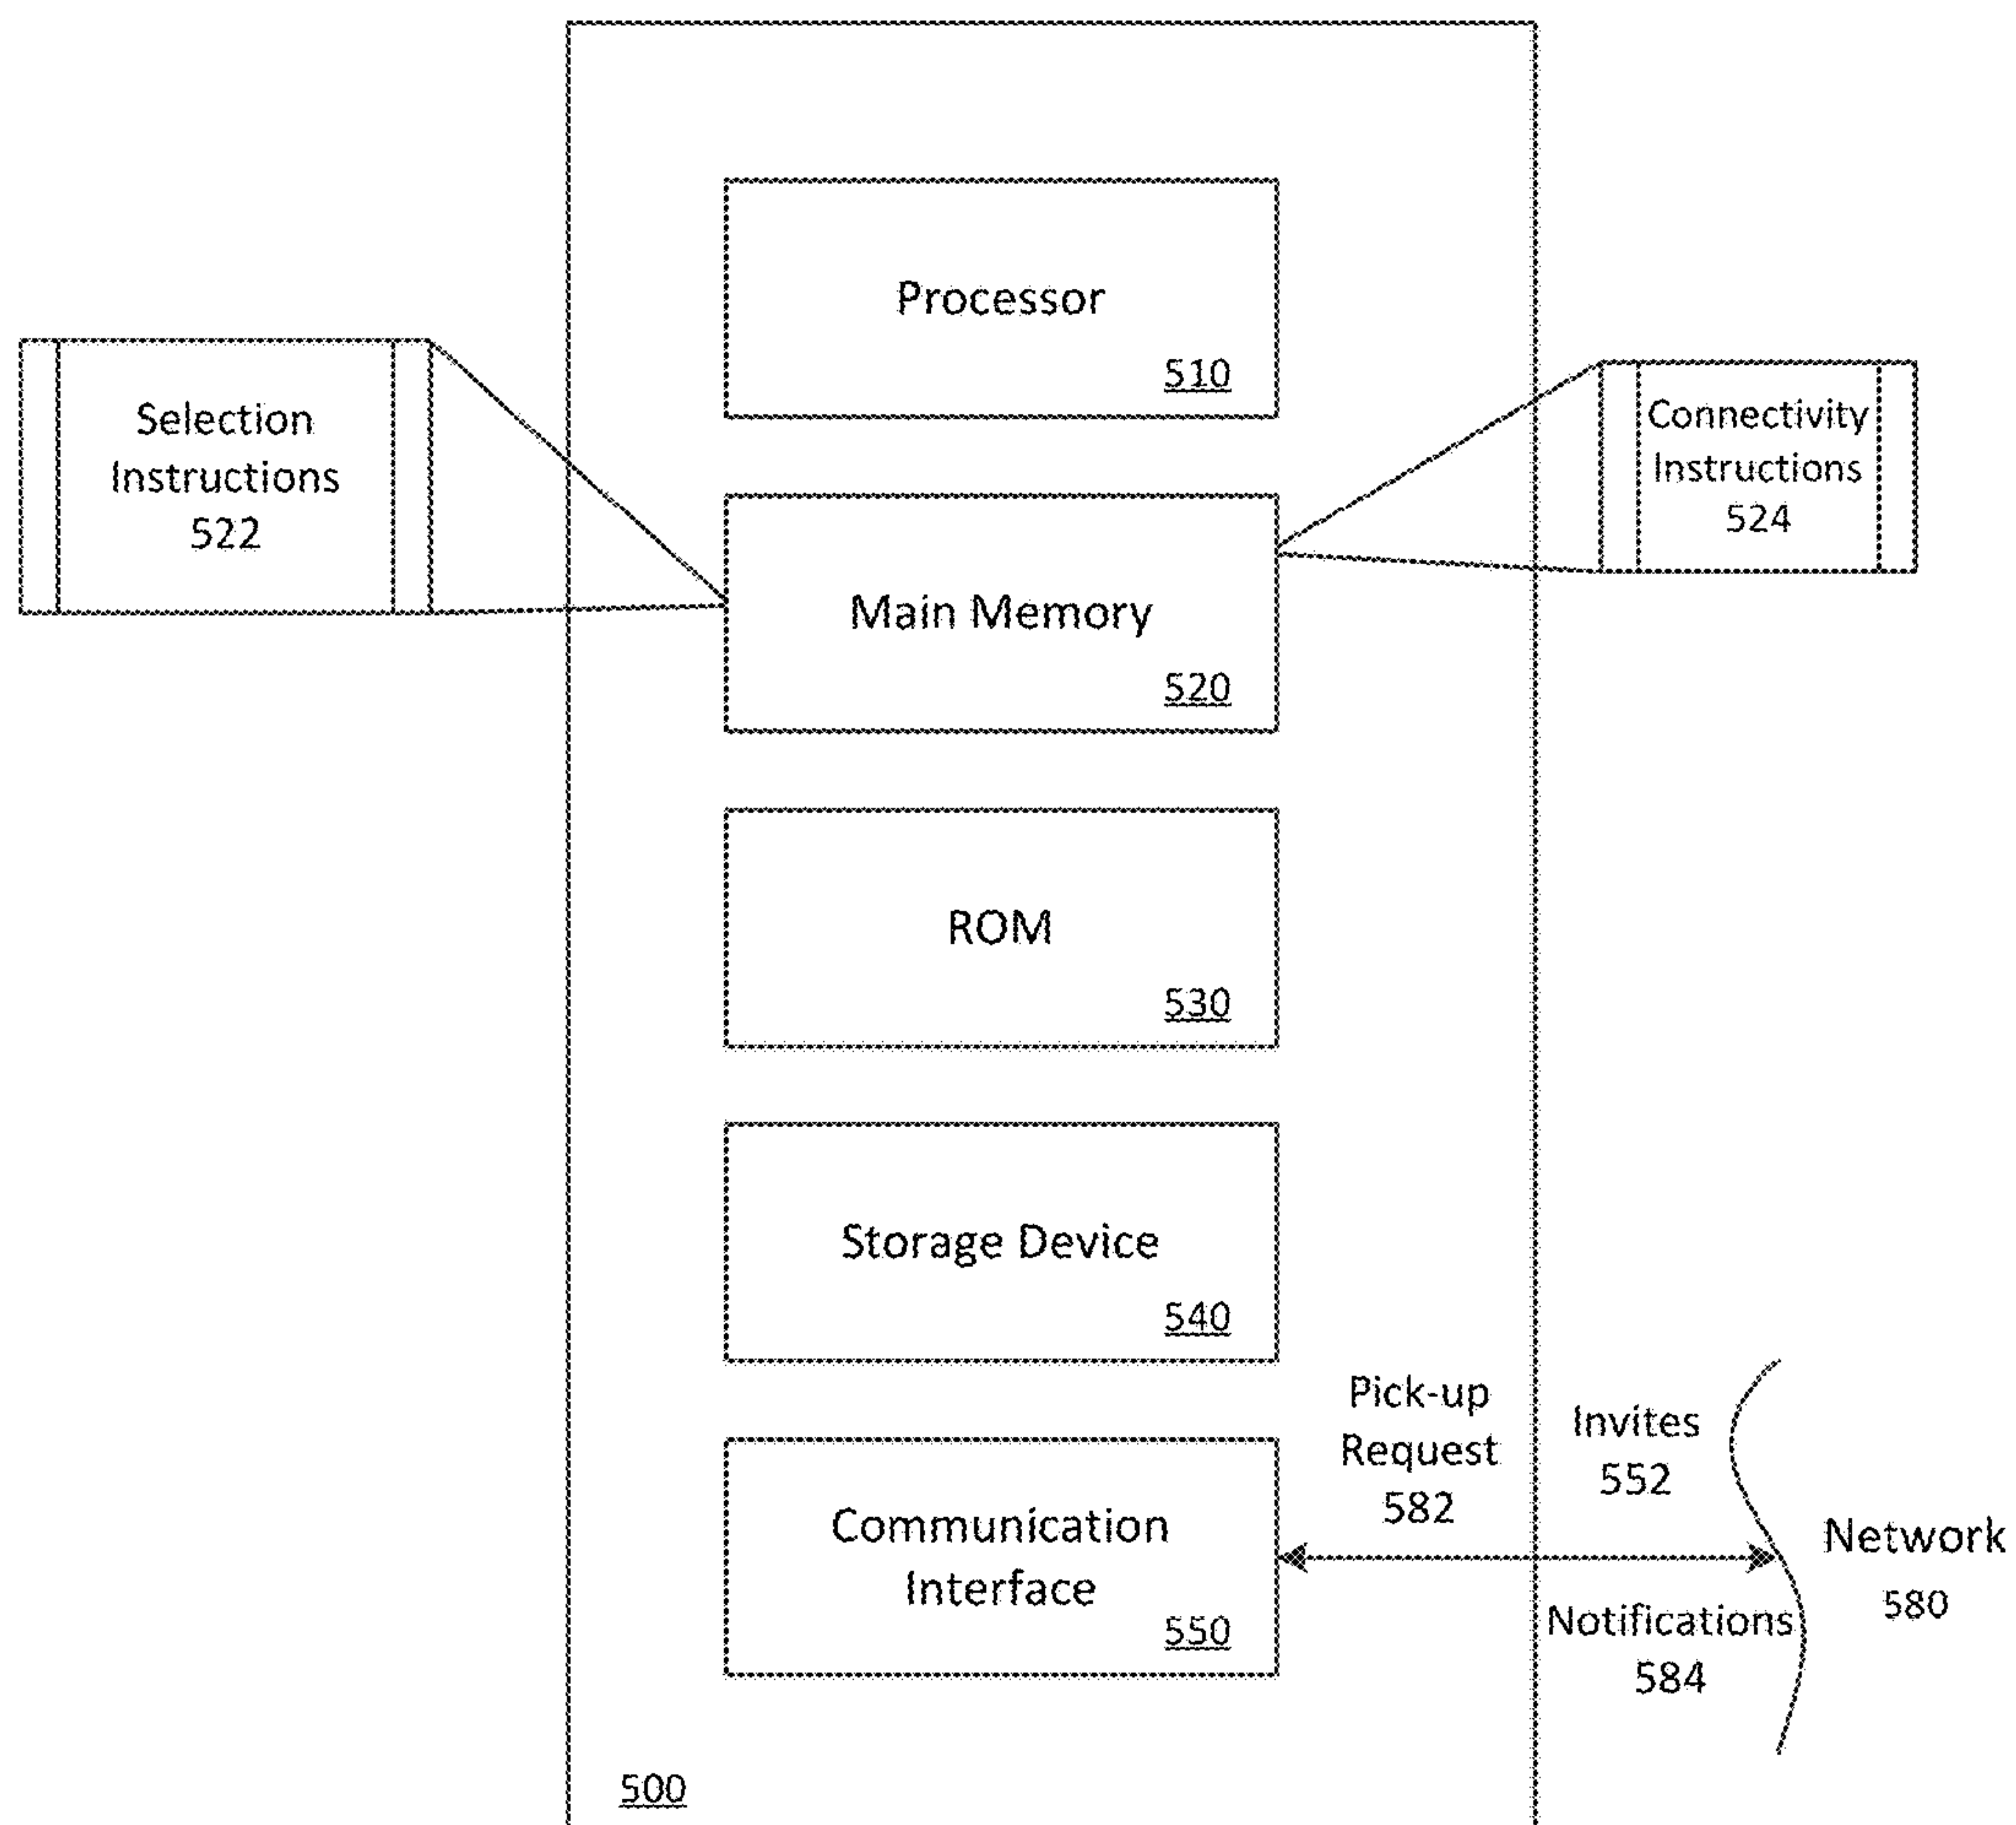 Processor
510
Selection
Instructions
522
Connectivity
Instructions
524
Main Memory
520
ROM
530
Storage Device
540
Pick-up
Request
582
Invites
552
Communication
Interface
550
Network
580
Notifications
584
500